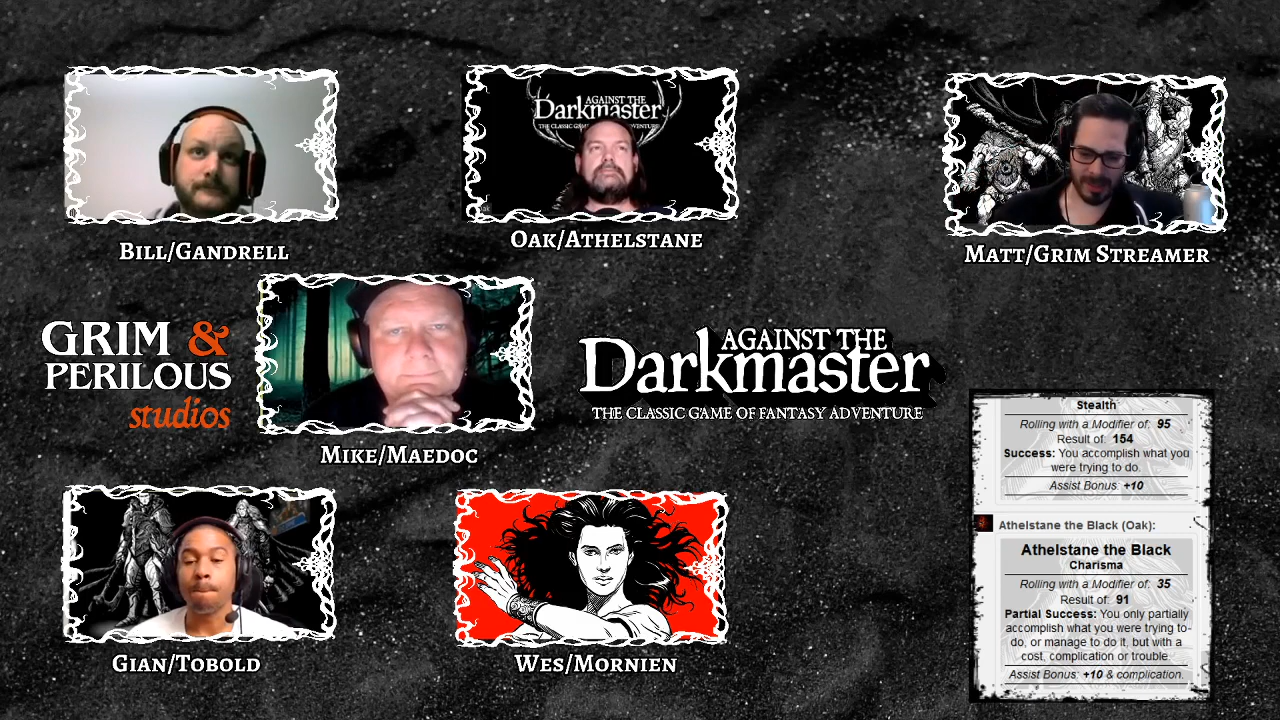 AGAINST THE
Darkmaster
BILL/GANDRELL
OAK/ATHELSTANE
MATT/GRIM STREAMER
GRIM &
PERILOUS
studios
AGAINST THE
Darkmaster
THE CLASSIC GAME OF FANTASY ADVENTURE
MIKE/MAEDOC
Stealth
Rolling with a Modifier of: 95
Result of: 154
Success: You accomplish what you
were trying to do.
Assist Bonus: +10
Athelstane the Black (Oak):
Athelstane the Black
Charisma
Rolling with a Modifier of: 35
Result of: 91
Partial Success: You only partially
accomplish what you were trying to-
do, or manage to do it, but with a
cost, complication or trouble.
Assist Bonus: +10 & complication.
GIAN/TOBOLD
WES/MORNIEN